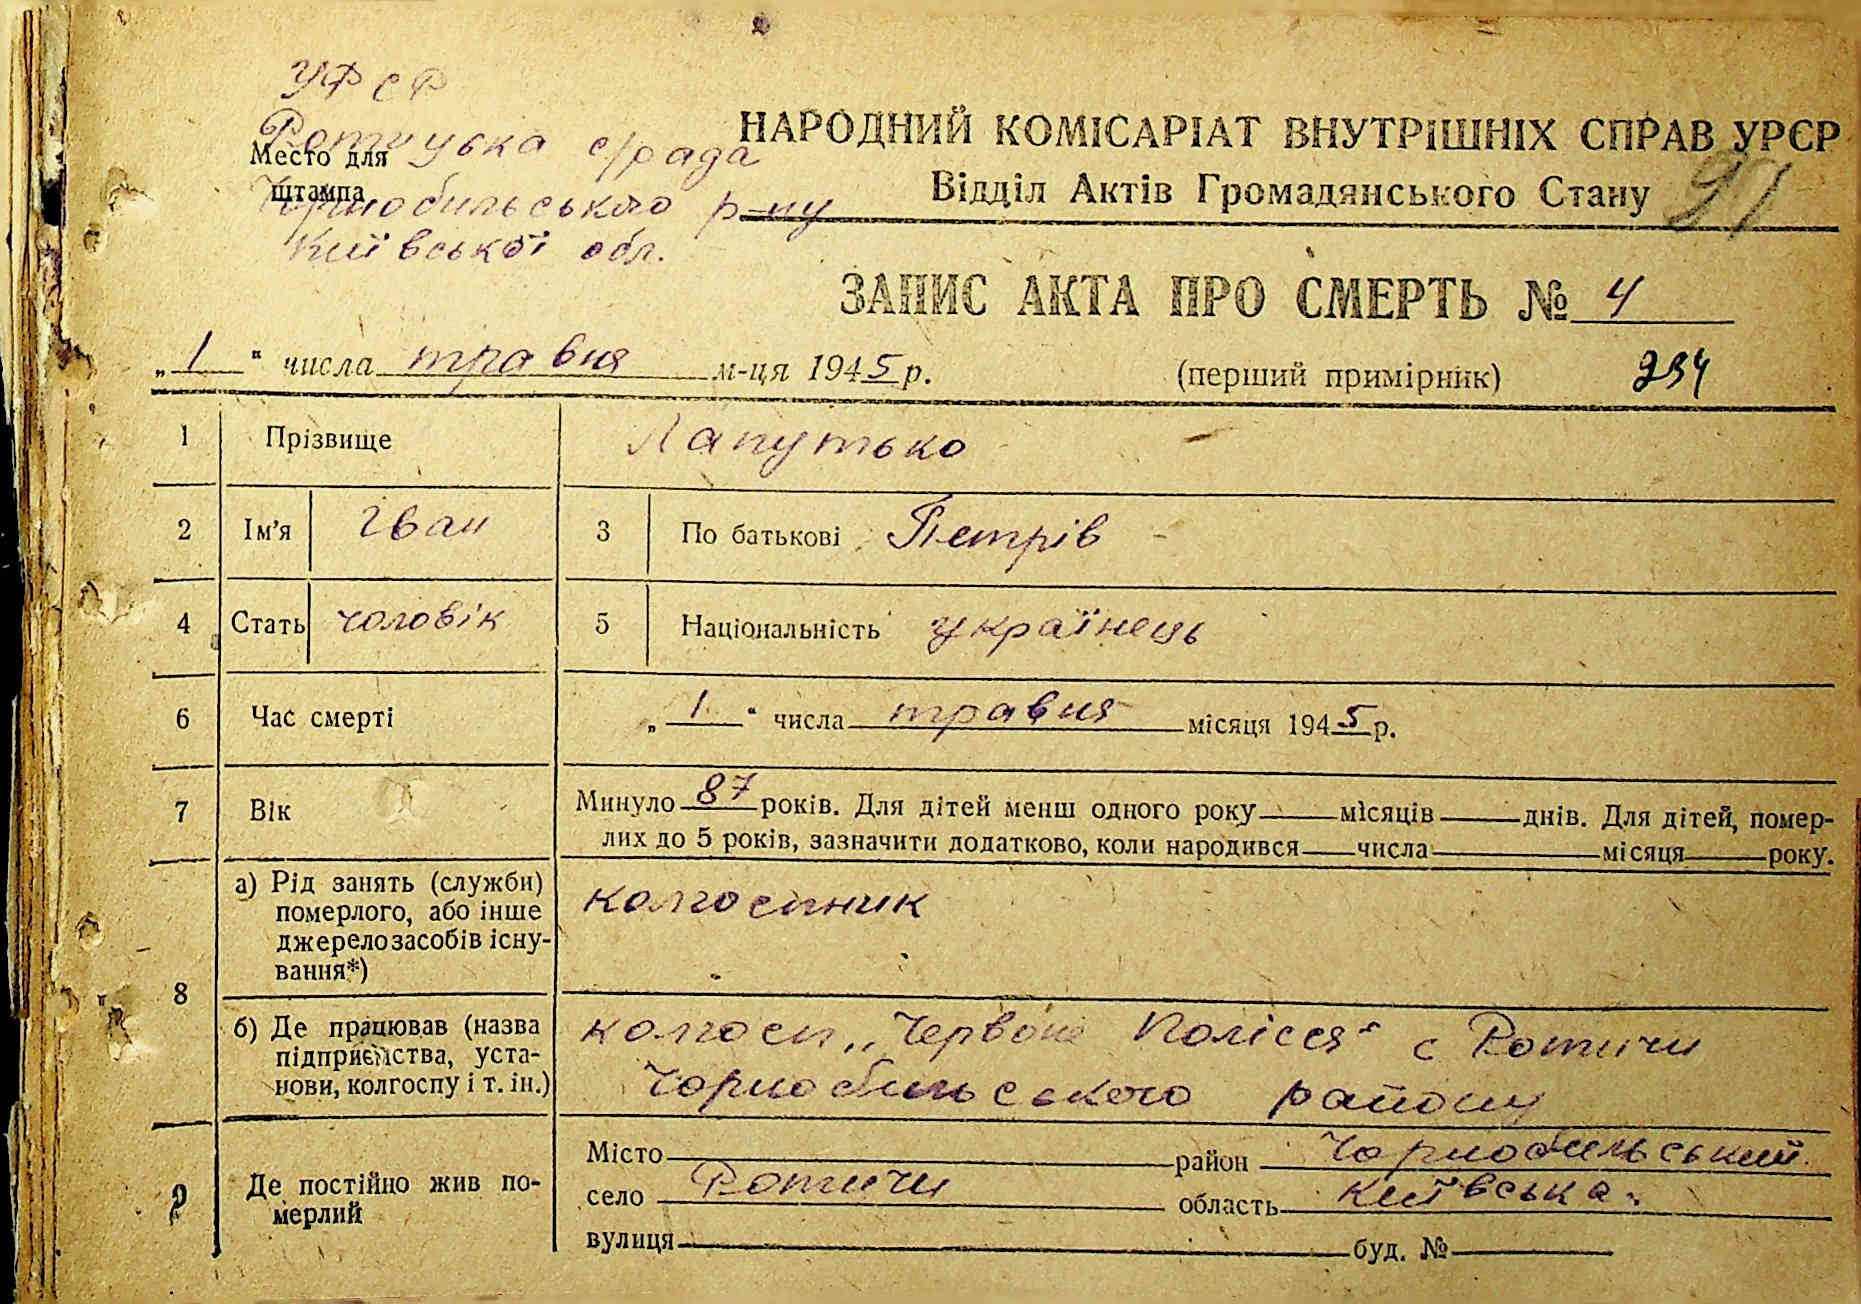 УФСР
Ротицька с/рада
Место для штампа
Чорнобильського р-ну
Київської обл.
НАРОДНИЙ КОМІСАРІАТ ВНУТРІШНІХ СПРАВ УРСР
Відділ Актів Громадянського Стану
91
ЗАПИС АКТА ПРО СМЕРТЬ № 4
„1“ числа травня м-ця 1945 р. (перший примірник) 294
1 Прізвище Лапутько
2 Ім'я Іван 3 По батькові Петрів
4 Стать чоловік 5 Національність українець
6 Час смерті „1“ числа травня місяця 1945 р.
7 Вік Минуло 87 років. Для дітей менш одного року місяців днів. Для дітей, помер-
лих до 5 років, зазначити додатково, коли народився числа місяця року.
8
а) Рід занять (служби) померлого, або інше джерело засобів існу-вання*) колгоспник
б) Де працював (назва підприємства, уста-нови, колгоспу і т. ін.) колгосп „Червоне Полісся“ с Ротичи
Чорнобильського району
9 Де постійно жив по-мерлий
Місто район Чорнобильський
село Ротичи область Київська
вулиця буд. №